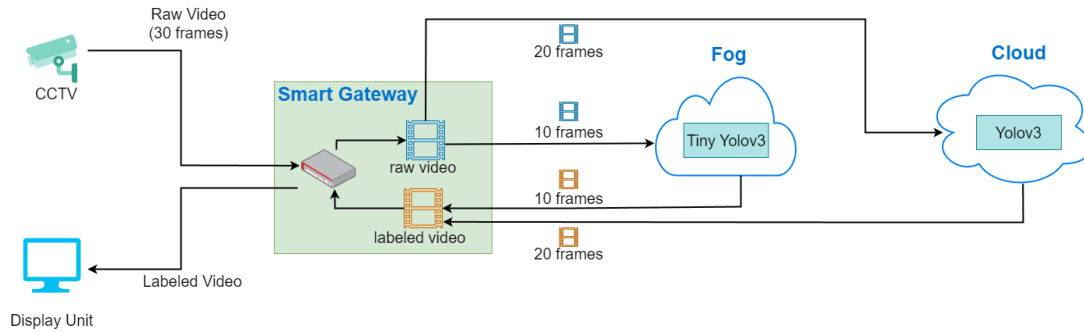 Raw Video
(30 frames)
CCTV
Smart Gateway
raw video
labeled video
20 frames
10 frames
Fog
Tiny Yolov3
Cloud
Yolov3
10 frames
20 frames
Labeled Video
Display Unit